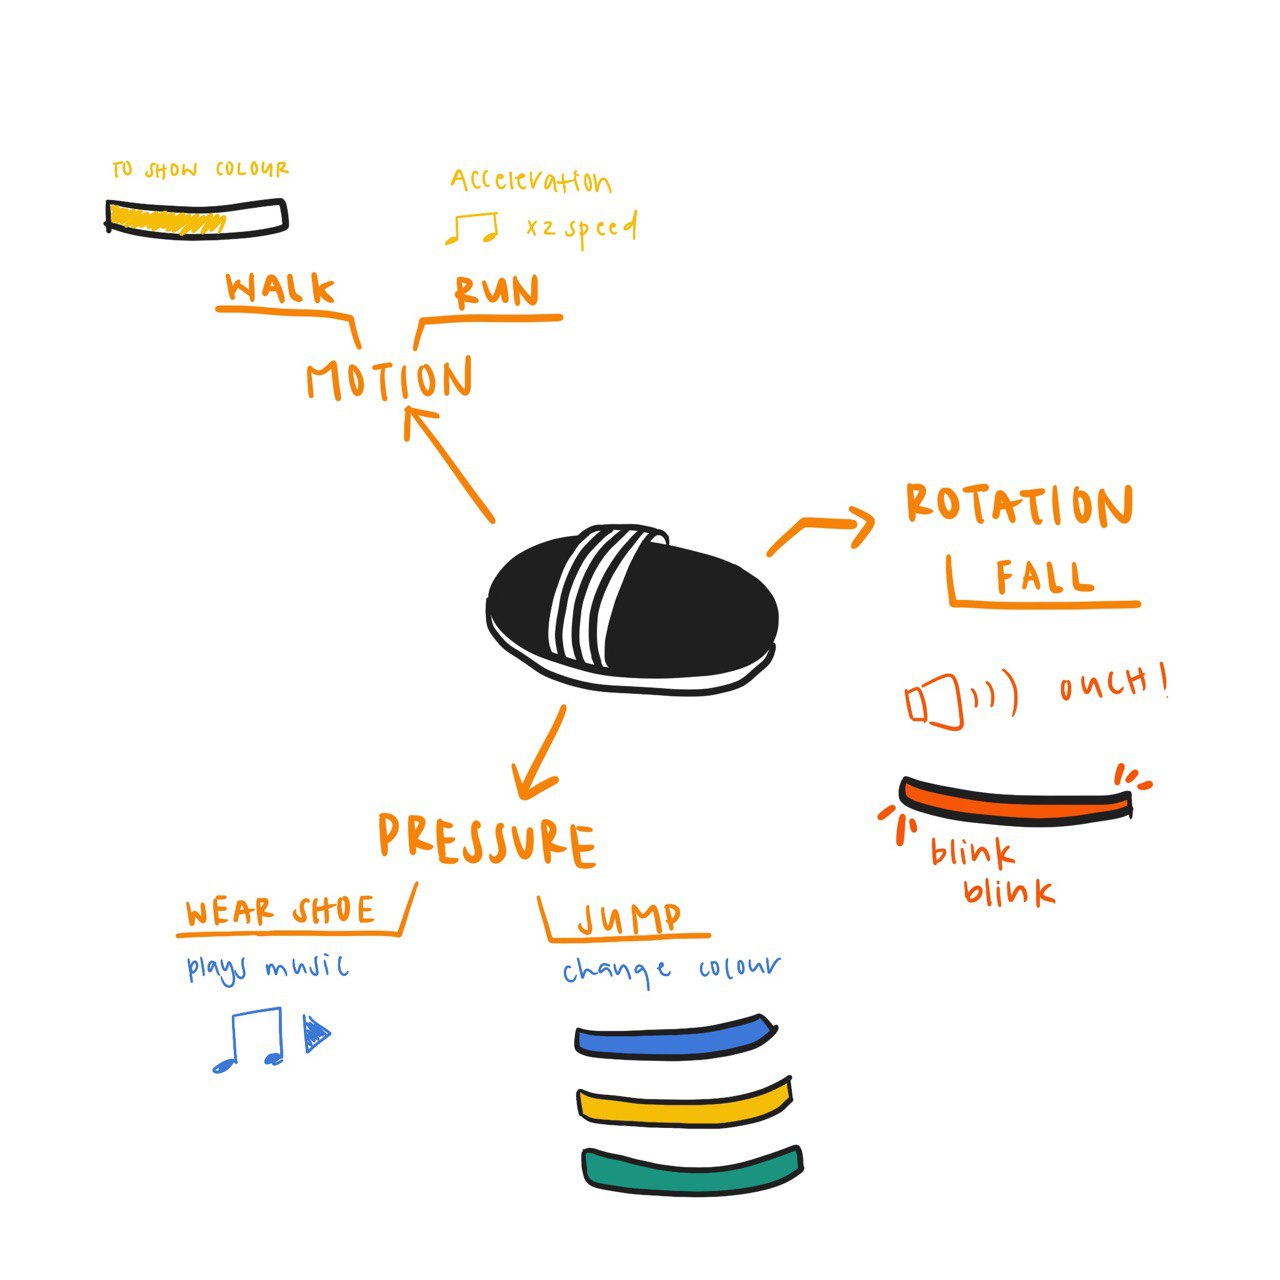 TO SHOW COLOUR
Acceleration
x2 speed
WALK
RUN
MOTION
ROTATION
FALL
OUCH!
blink
blink
PRESSURE
WEAR SHOE
JUMP
plays music
change colour